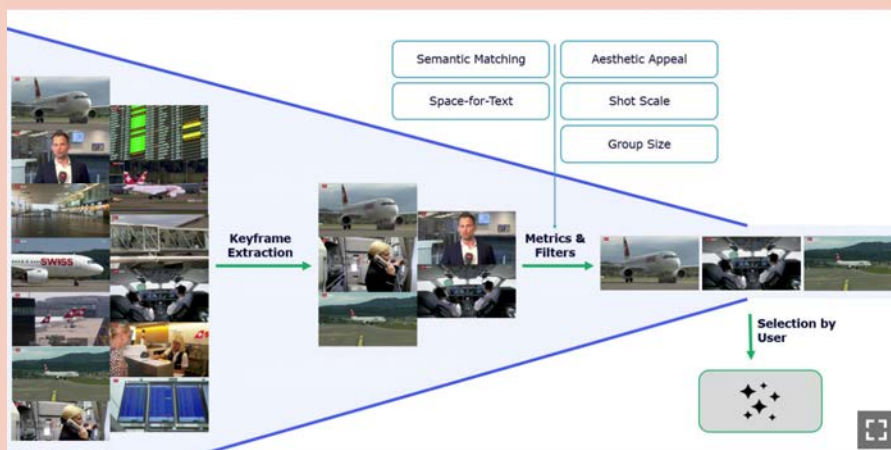 Semantic Matching
Aesthetic Appeal
Space-for-Text
Shot Scale
Group Size
SWISS
Keyframe
Extraction
Metrics &
Filters
Selection by
User